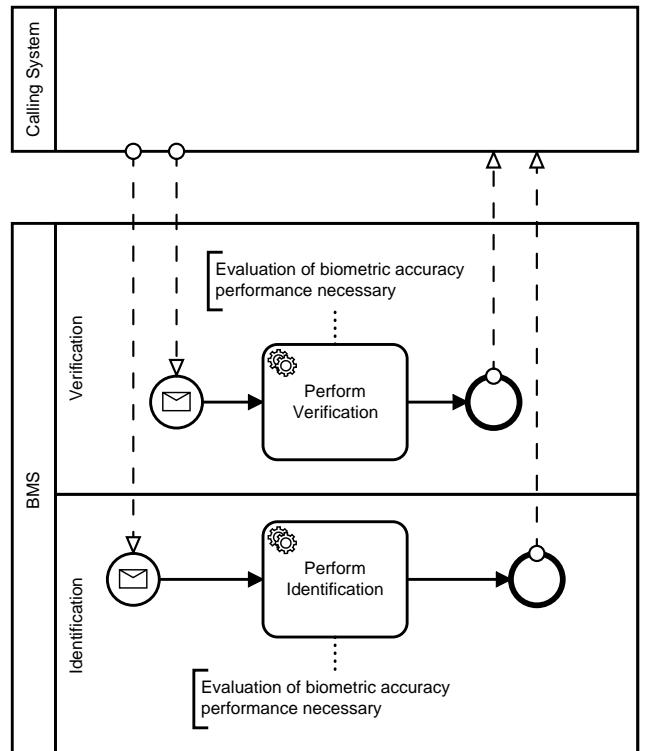 Calling System
BMS
Verification
Evaluation of biometric accuracy
performance necessary
Perform
Verification
Identification
Perform
Identification
Evaluation of biometric accuracy
performance necessary